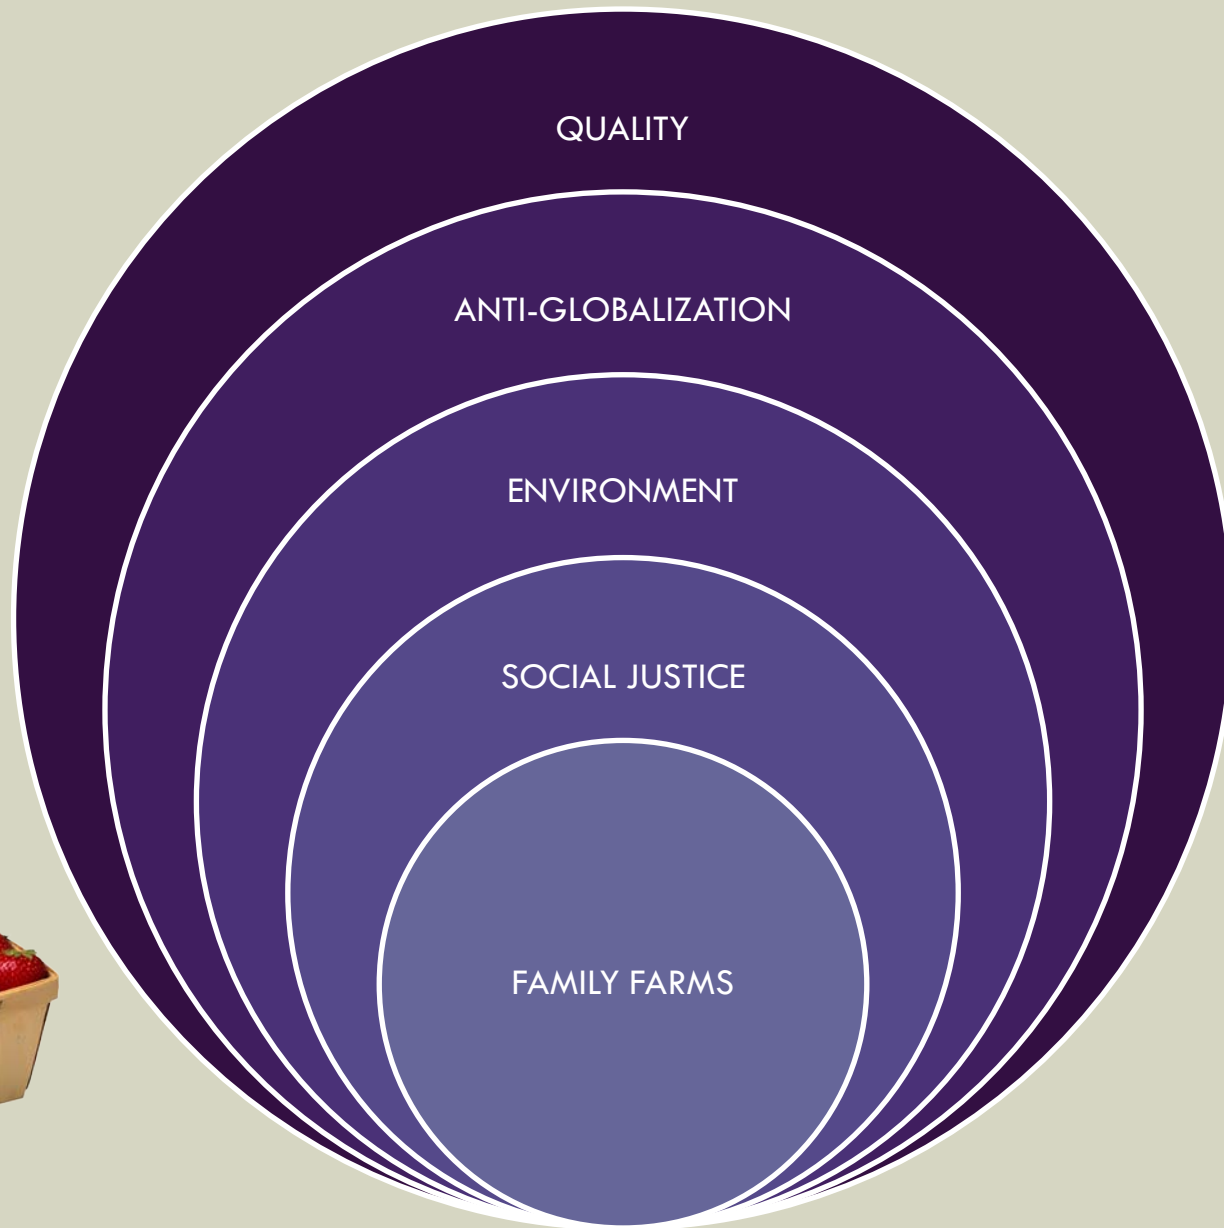 QUALITY
ANTI-GLOBALIZATION
ENVIRONMENT
SOCIAL JUSTICE
FAMILY FARMS